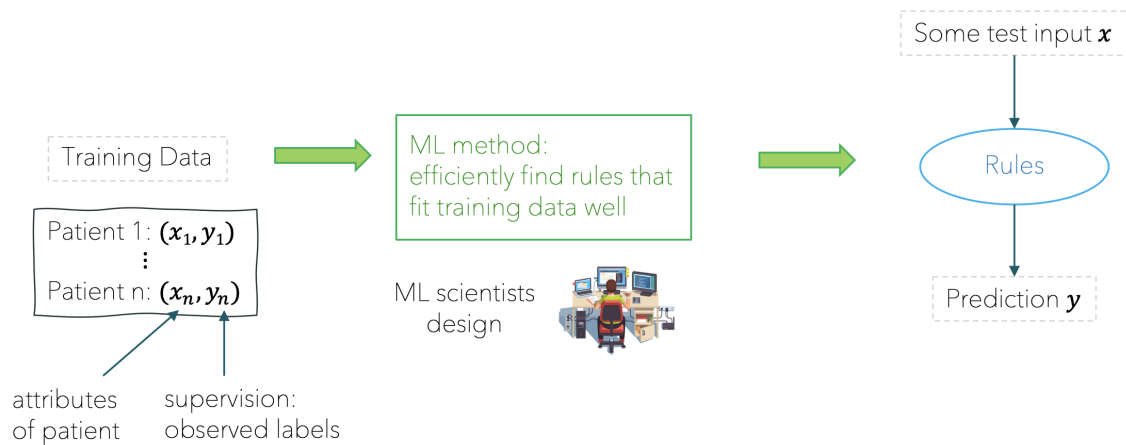 Some test input x
Training Data
ML method:
efficiently find rules that
fit training data well
Rules
Patient 1: (x₁, y₁)
⋮
Patient n: (xₙ, yₙ)
ML scientists
design
Prediction y
attributes
of patient
supervision:
observed labels